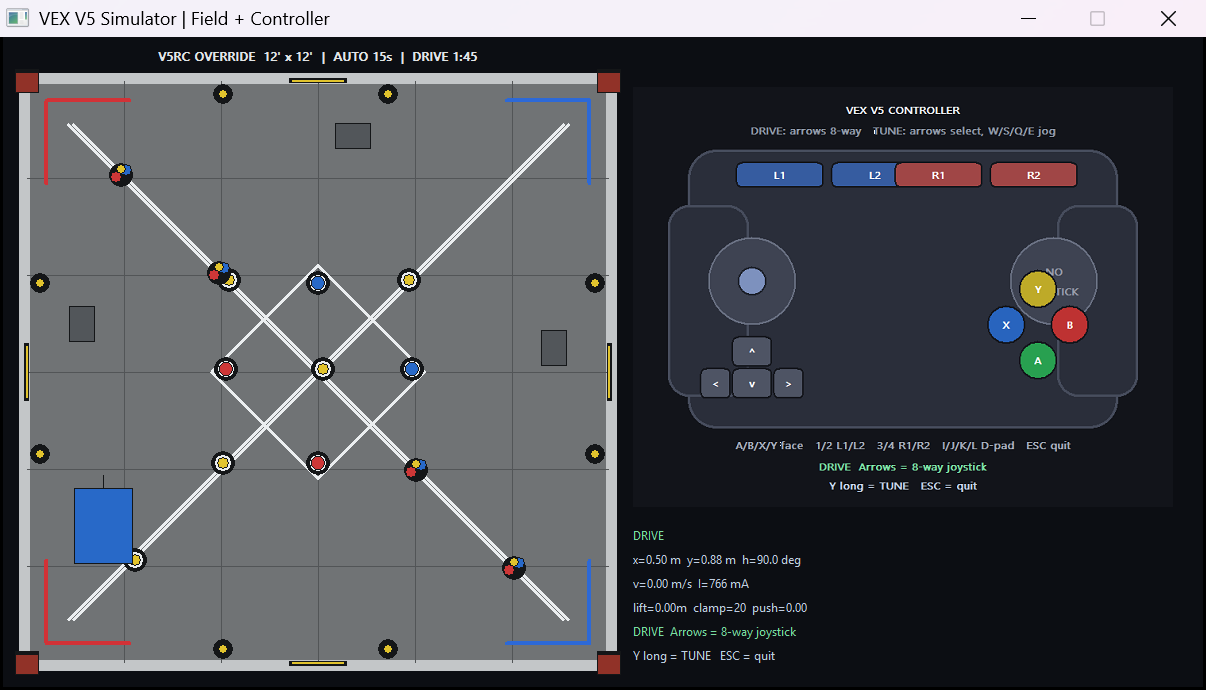 VEX V5 Simulator | Field + Controller
V5RC OVERRIDE 12' x 12' | AUTO 15s | DRIVE 1:45
VEX V5 CONTROLLER
DRIVE: arrows 8-way TUNE: arrows select, W/S/Q/E jog
L1 L2 R1 R2
NO
Y
TICK
X B
A
^
< v >
A/B/X/Y face 1/2 L1/L2 3/4 R1/R2 I/J/K/L D-pad ESC quit
DRIVE Arrows = 8-way joystick
Y long = TUNE ESC = quit
DRIVE
x=0.50 m y=0.88 m h=90.0 deg
v=0.00 m/s I=766 mA
lift=0.00m clamp=20 push=0.00
DRIVE Arrows = 8-way joystick
Y long = TUNE ESC = quit